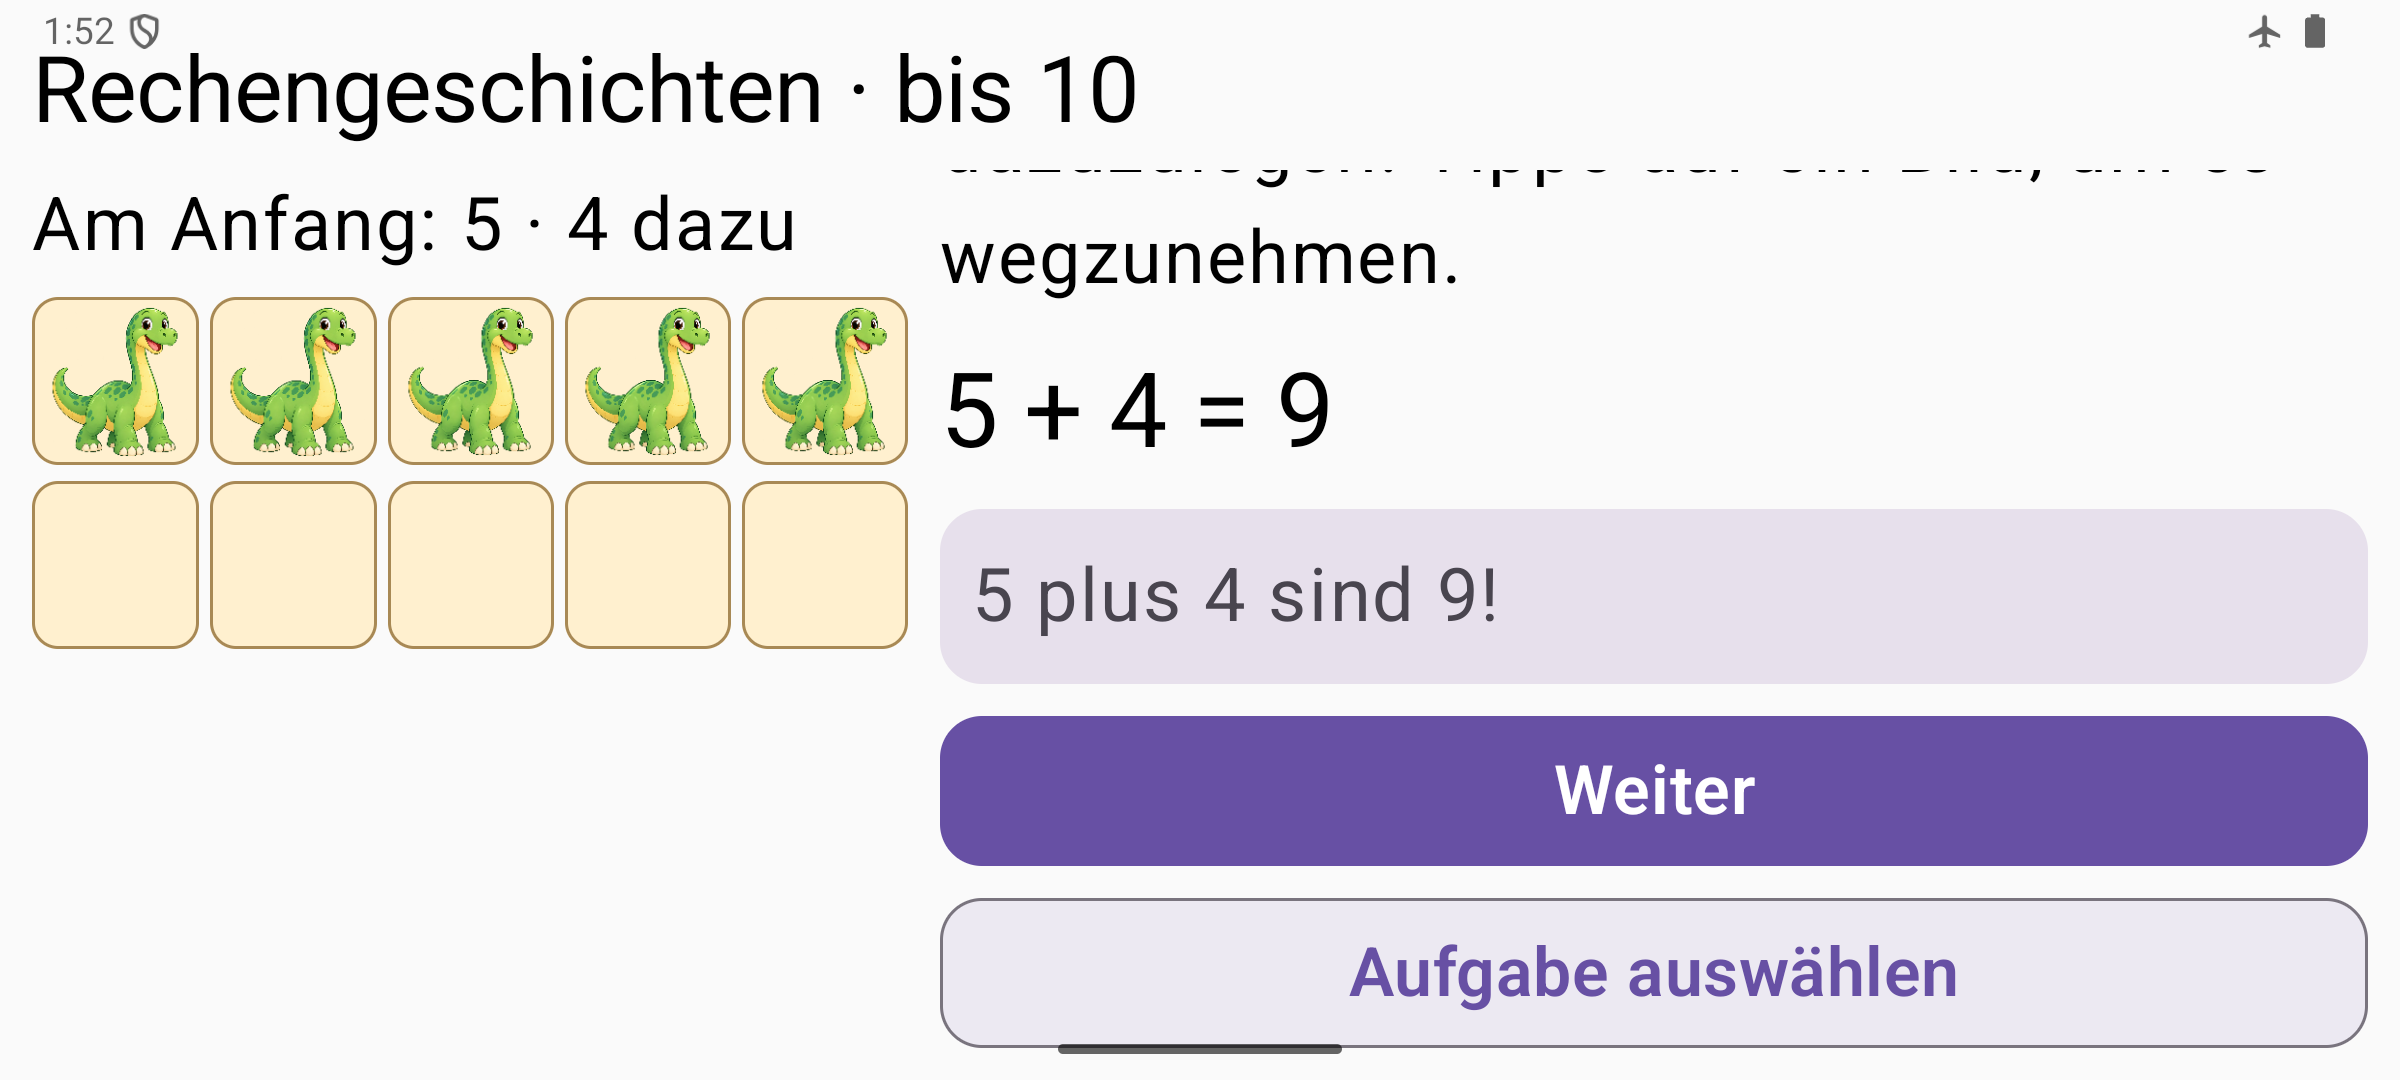 1:52
Rechengeschichten · bis 10
Am Anfang: 5 · 4 dazu
wegzunehmen.
5 + 4 = 9
5 plus 4 sind 9!
Weiter
Aufgabe auswählen